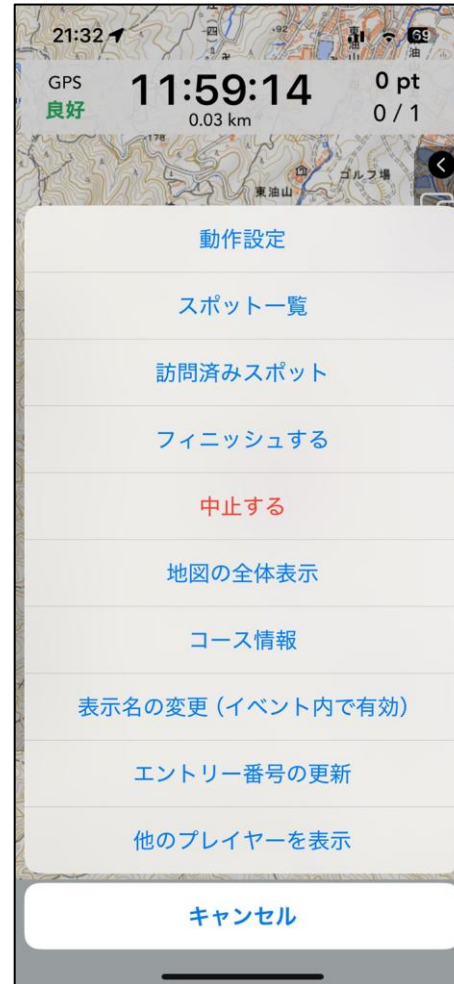 21:32
69
GPS
良好
11:59:14
0.03 km
0 pt
0 / 1
178
東油山
ゴルフ場
動作設定
スポット一覧
訪問済みスポット
フィニッシュする
中止する
地図の全体表示
コース情報
表示名の変更（イベント内で有効）
エントリー番号の更新
他のプレイヤーを表示
キャンセル